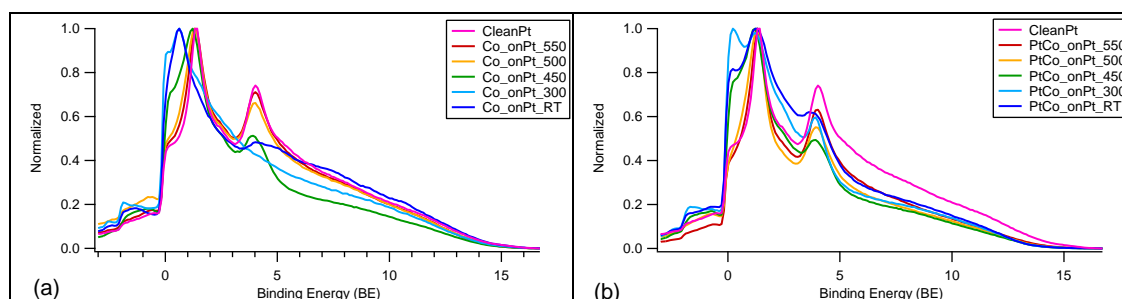 1.0
0.8
0.6
0.4
0.2
0.0
Normalized
CleanPt
Co_onPt_550
Co_onPt_500
Co_onPt_450
Co_onPt_300
Co_onPt_RT
0
5
10
15
Binding Energy (BE)
(a)
1.0
0.8
0.6
0.4
0.2
0.0
Normalized
CleanPt
PtCo_onPt_550
PtCo_onPt_500
PtCo_onPt_450
PtCo_onPt_300
PtCo_onPt_RT
0
5
10
15
Binding Energy (BE)
(b)